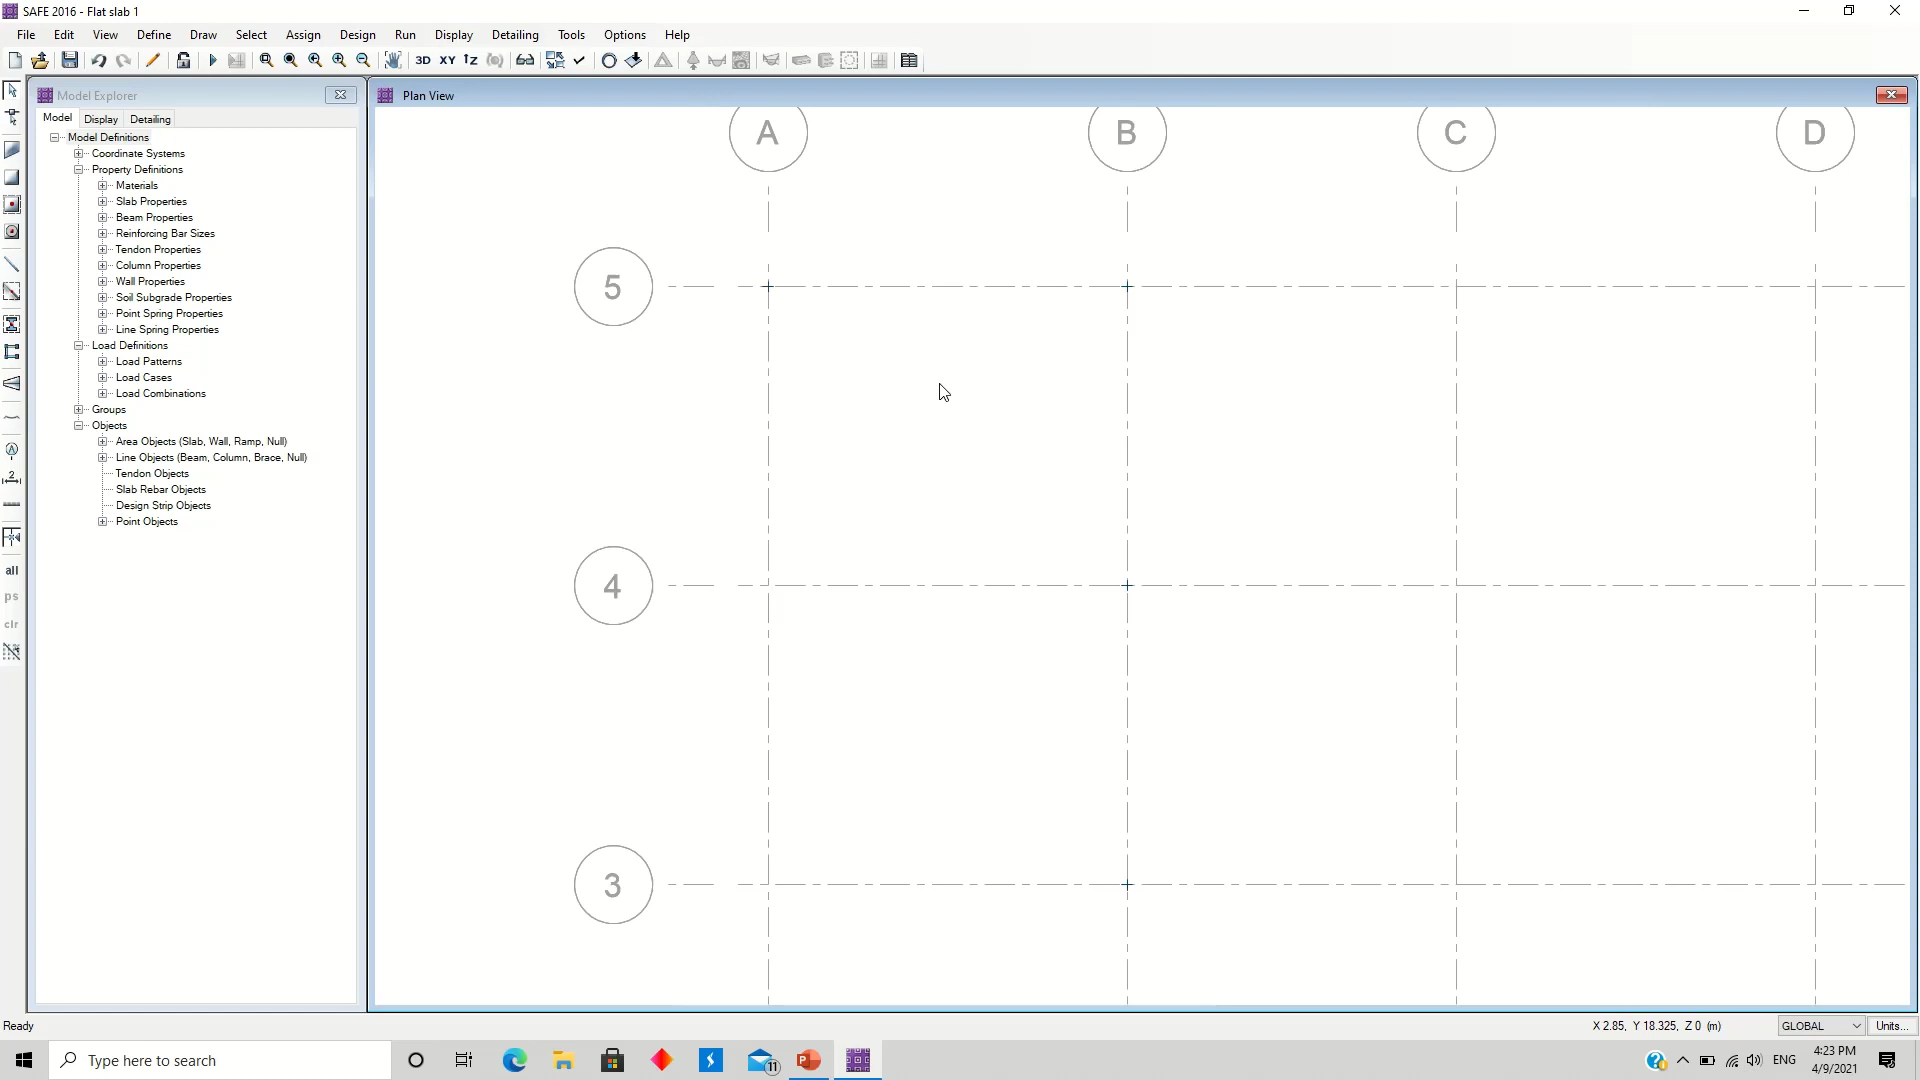 SAFE 2016 - Flat slab 1
File Edit View Define Draw Select Assign Design Run Display Detailing Tools Options Help
3D XY
Model Explorer
Model Display Detailing
Model Definitions
Coordinate Systems
Property Definitions
Materials
Slab Properties
Beam Properties
Reinforcing Bar Sizes
Tendon Properties
Column Properties
Wall Properties
Soil Subgrade Properties
Point Spring Properties
Line Spring Properties
Load Definitions
Load Patterns
Load Cases
Load Combinations
Groups
Objects
Area Objects (Slab, Wall, Ramp, Null)
Line Objects (Beam, Column, Brace, Null)
Tendon Objects
Slab Rebar Objects
Design Strip Objects
Point Objects
all
ps
clr
Plan View
A B C D
5
4
3
Ready
X 2.85, Y 18.325, Z 0 (m)
GLOBAL
Units...
Type here to search
11
ENG
4:23 PM
4/9/2021